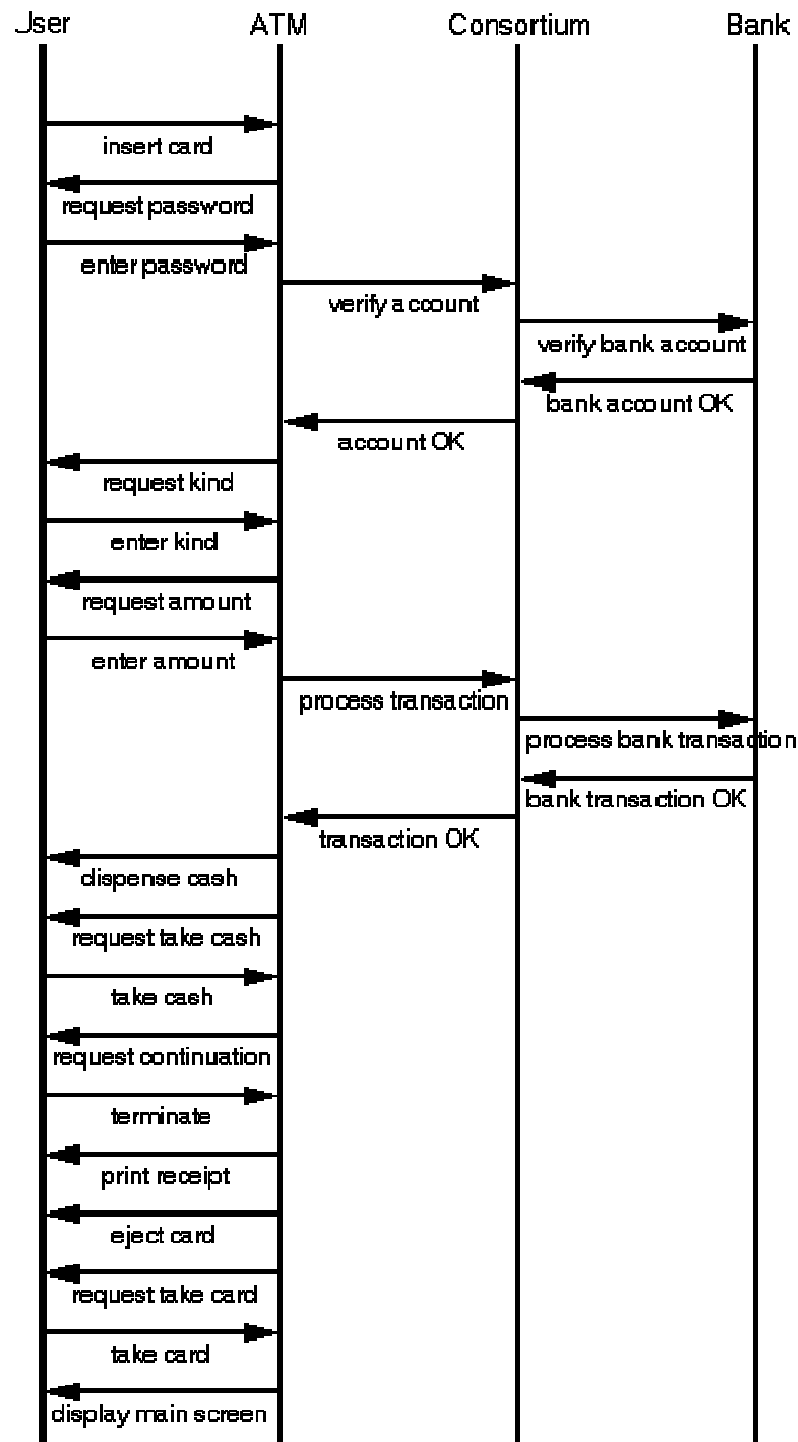 User ATM Consortium Bank
insert card
request password
enter password
verify account
verify bank account
bank account OK
account OK
request kind
enter kind
request amount
enter amount
process transaction
process bank transaction
bank transaction OK
transaction OK
dispense cash
request take cash
take cash
request continuation
terminate
print receipt
eject card
request take card
take card
display main screen